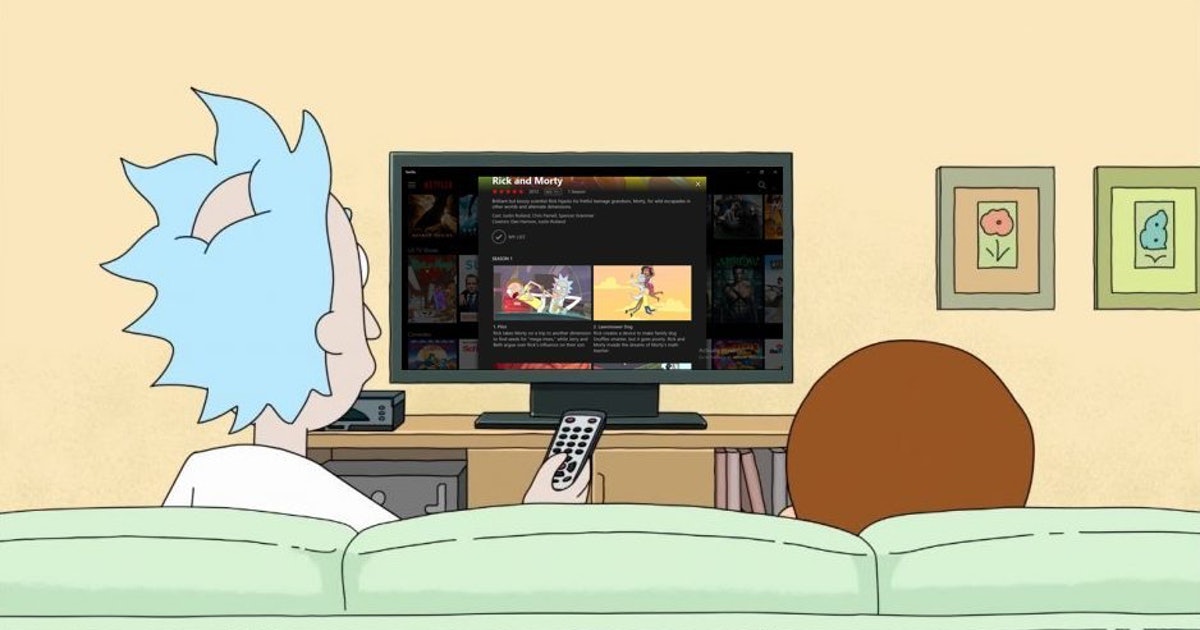 NETFLIX
Rick and Morty
2013
1 Season
Brilliant but boozy scientist Rick hijacks his fretful teenage grandson, Morty, for wild escapades in
other worlds and alternate dimensions.
Cast: Justin Roiland, Chris Parnell, Spencer Grammer
Creators: Dan Harmon, Justin Roiland
MY LIST
SEASON 1
1. Pilot
Rick takes Morty on a trip to another dimension
to find seeds for "mega trees," while Jerry and
Beth argue over Rick's influence on their son.
2. Lawnmower Dog
Rick creates a device to make family dog
Snuffles smarter, but it goes poorly. Rick and
Morty invade the dreams of Morty's math
teacher.